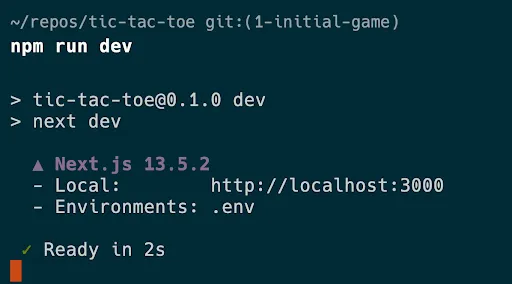 ~/repos/tic-tac-toe git:(1-initial-game)
npm run dev
> tic-tac-toe@0.1.0 dev
> next dev
▲ Next.js 13.5.2
- Local:        http://localhost:3000
- Environments: .env
✓ Ready in 2s